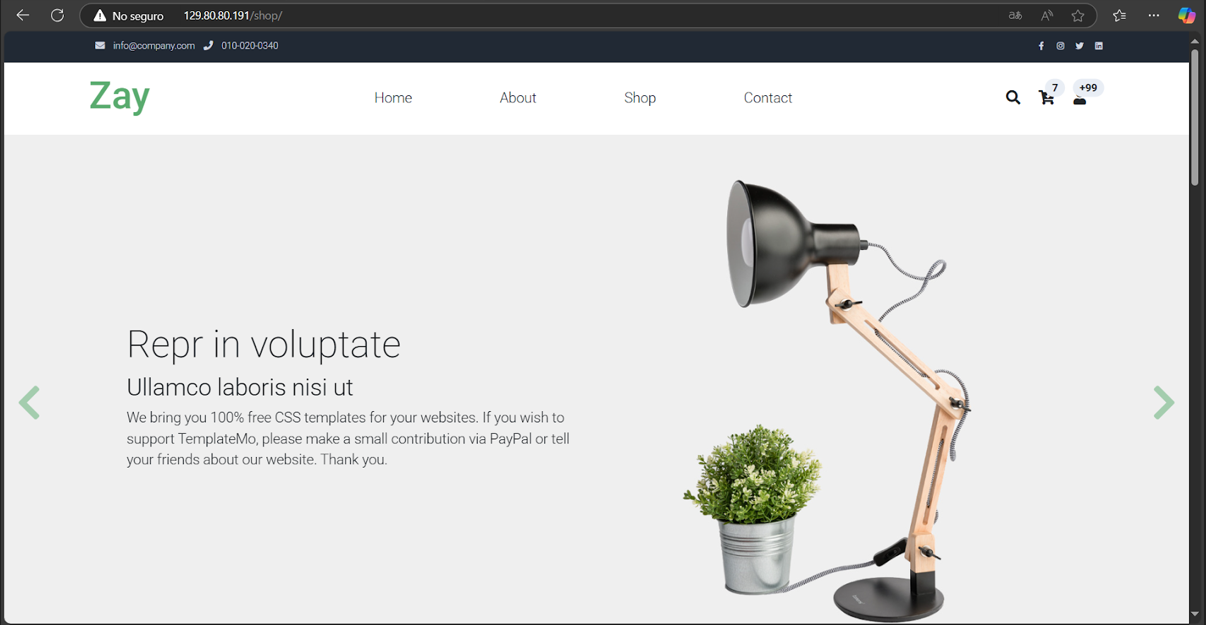 No seguro 129.80.80.191/shop/
info@company.com 010-020-0340
Zay Home About Shop Contact 7 +99
Repr in voluptate
Ullamco laboris nisi ut
We bring you 100% free CSS templates for your websites. If you wish to
support TemplateMo, please make a small contribution via PayPal or tell
your friends about our website. Thank you.